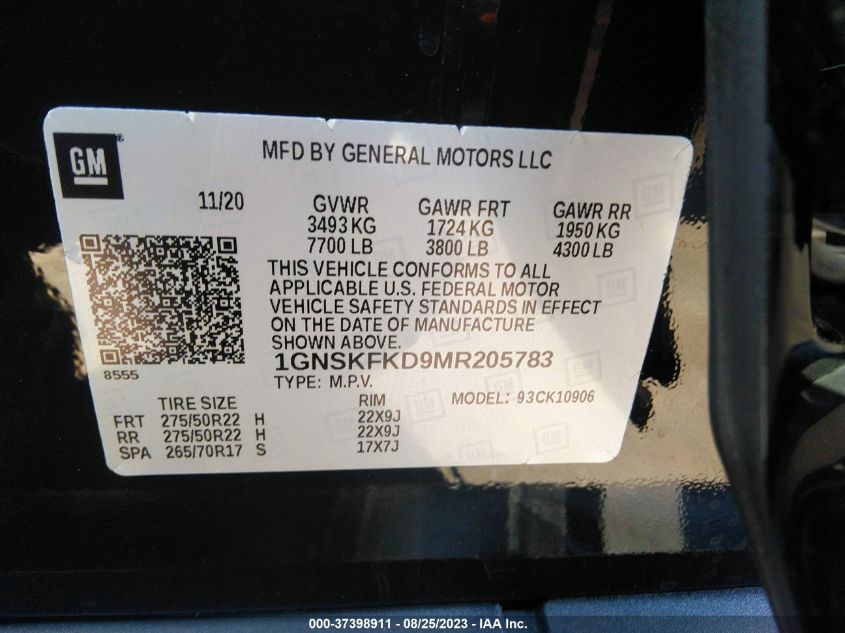 GM
MFD BY GENERAL MOTORS LLC
11/20 GVWR GAWR FRT GAWR RR
3493 KG 1724 KG 1950 KG
7700 LB 3800 LB 4300 LB
THIS VEHICLE CONFORMS TO ALL
APPLICABLE U.S. FEDERAL MOTOR
VEHICLE SAFETY STANDARDS IN EFFECT
ON THE DATE OF MANUFACTURE
SHOWN ABOVE.
8555
1GNSKFKD9MR205783
TYPE: M.P.V.
TIRE SIZE RIM MODEL: 93CK10906
FRT 275/50R22 H 22X9J
RR 275/50R22 H 22X9J
SPA 265/70R17 S 17X7J
000-37398911 - 08/25/2023 - IAA Inc.